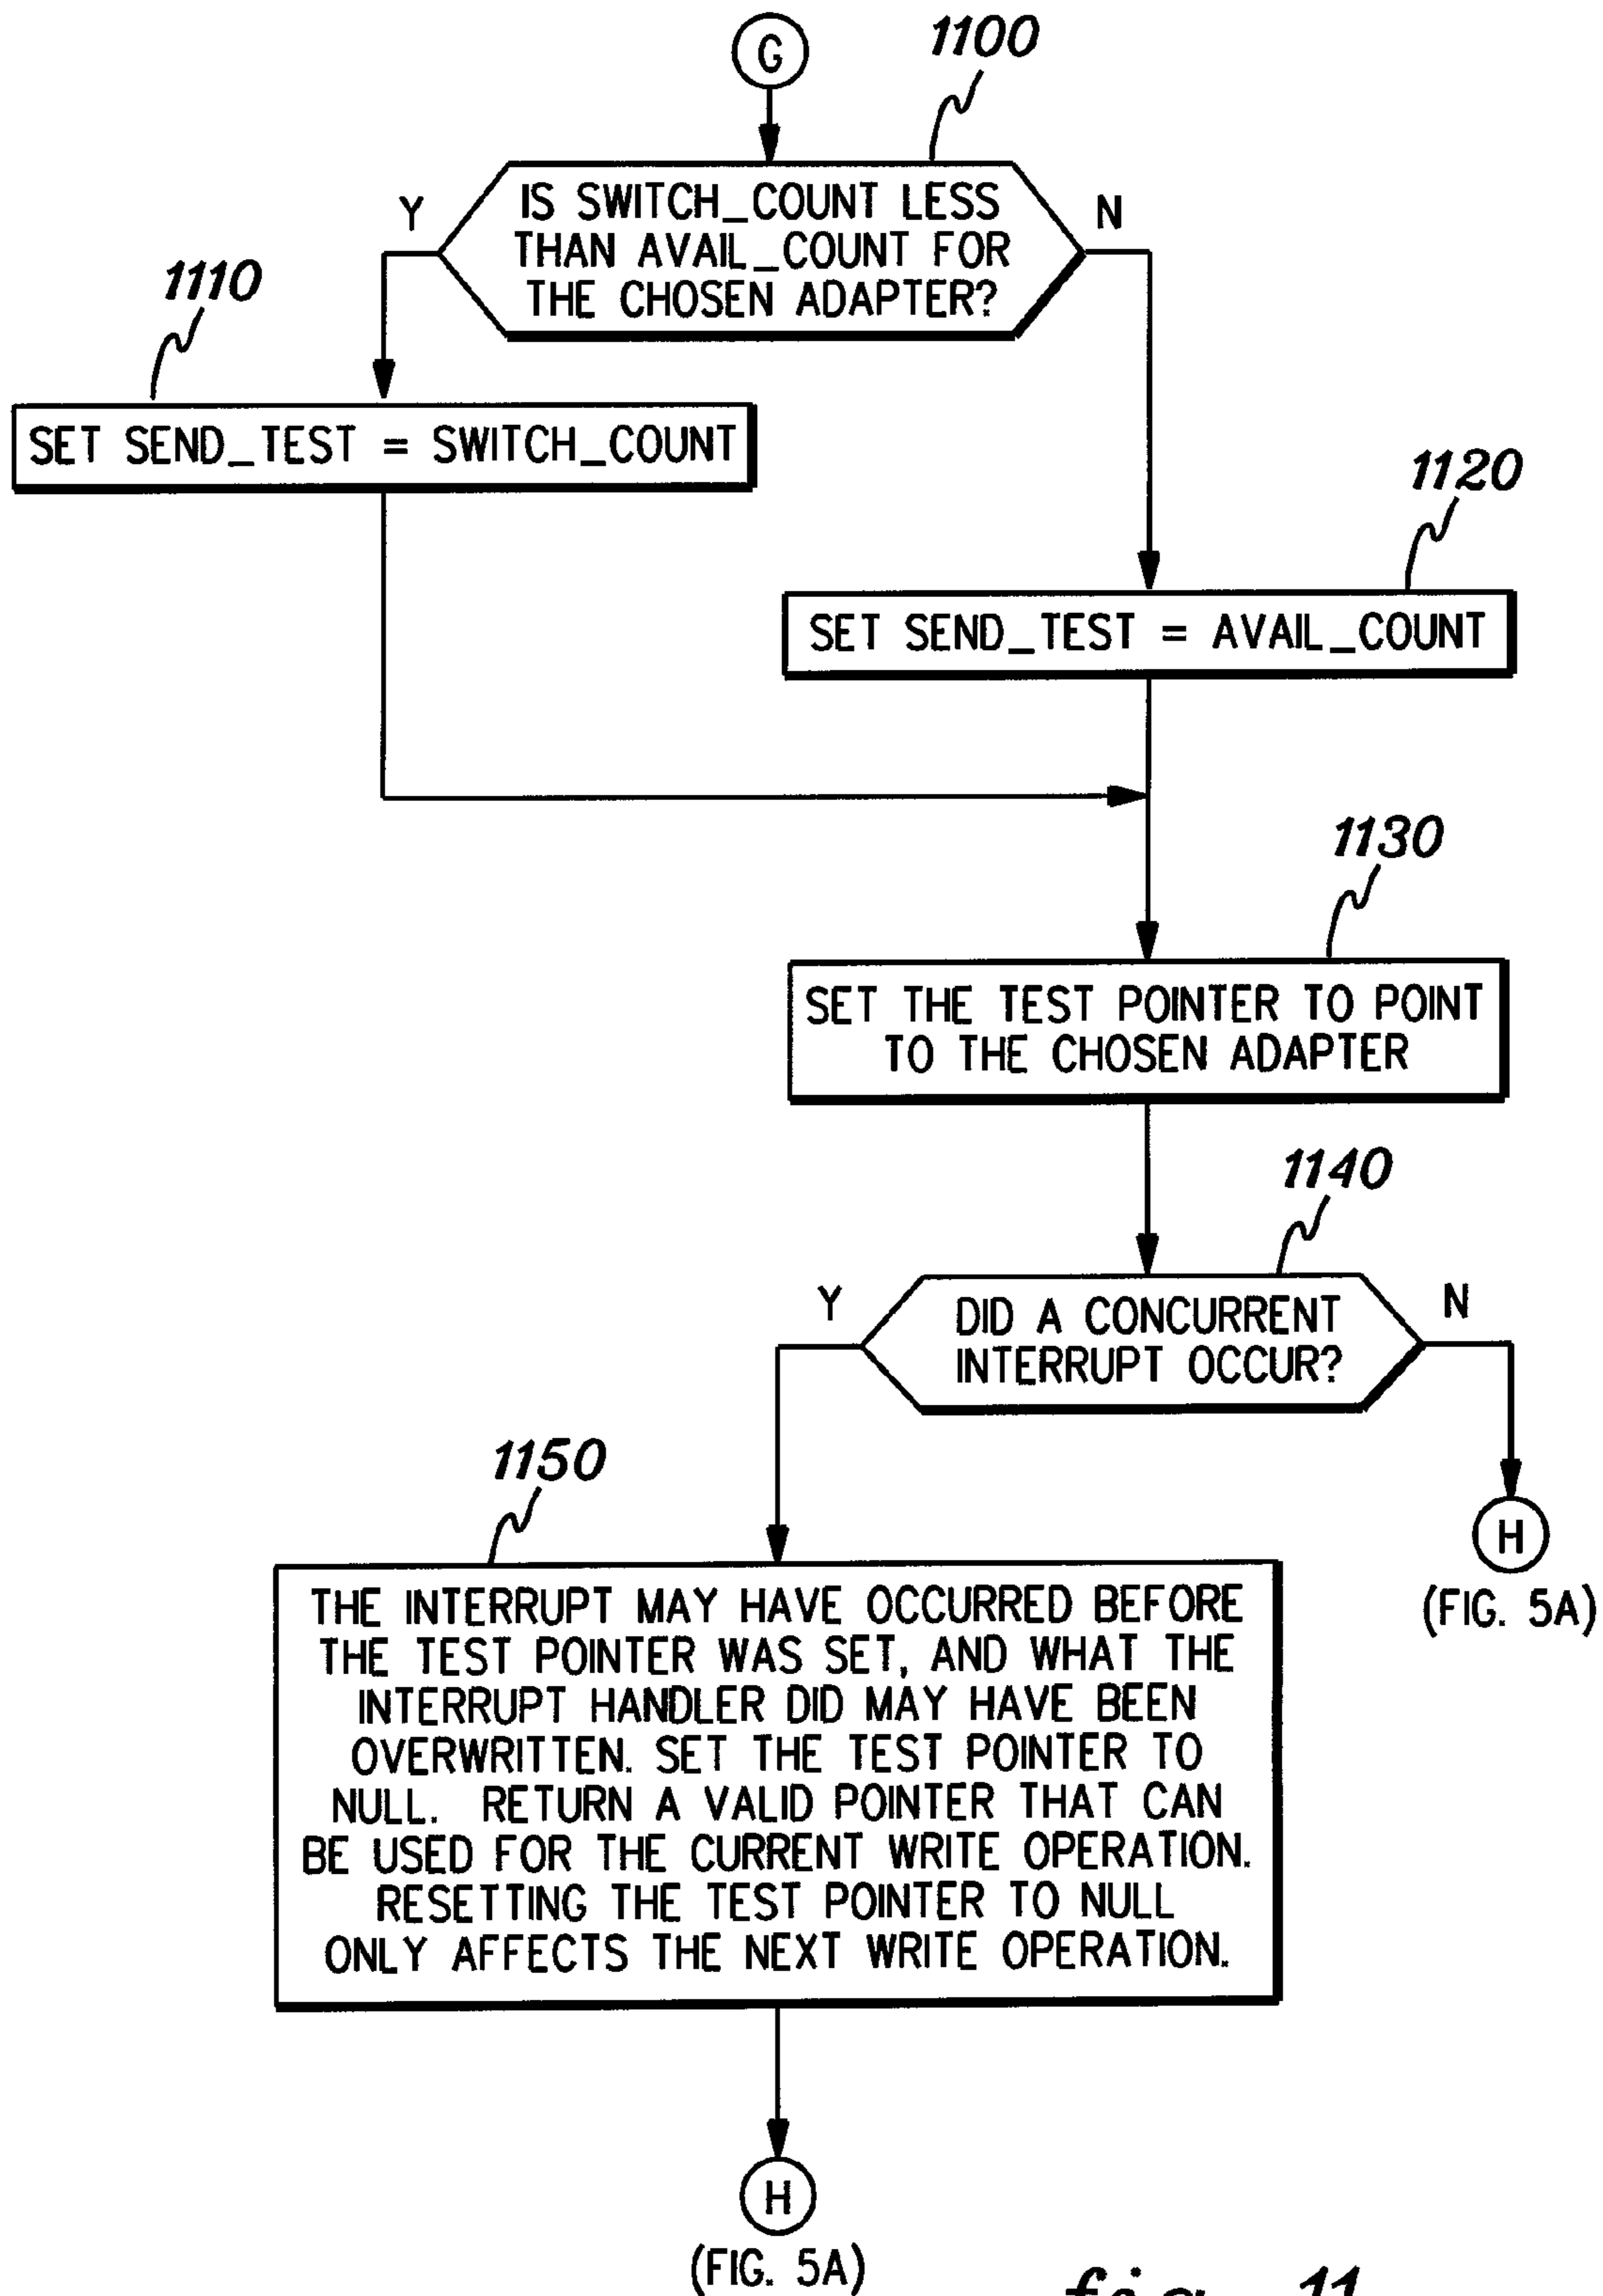 G
1100
Y
IS SWITCH_COUNT LESS
THAN AVAIL_COUNT FOR
THE CHOSEN ADAPTER?
N
1110
SET SEND_TEST = SWITCH_COUNT
1120
SET SEND_TEST = AVAIL_COUNT
1130
SET THE TEST POINTER TO POINT
TO THE CHOSEN ADAPTER
1140
Y
DID A CONCURRENT
INTERRUPT OCCUR?
N
1150
H
(FIG. 5A)
THE INTERRUPT MAY HAVE OCCURRED BEFORE
THE TEST POINTER WAS SET, AND WHAT THE
INTERRUPT HANDLER DID MAY HAVE BEEN
OVERWRITTEN. SET THE TEST POINTER TO
NULL. RETURN A VALID POINTER THAT CAN
BE USED FOR THE CURRENT WRITE OPERATION.
RESETTING THE TEST POINTER TO NULL
ONLY AFFECTS THE NEXT WRITE OPERATION.
H
(FIG. 5A)
fig. 11